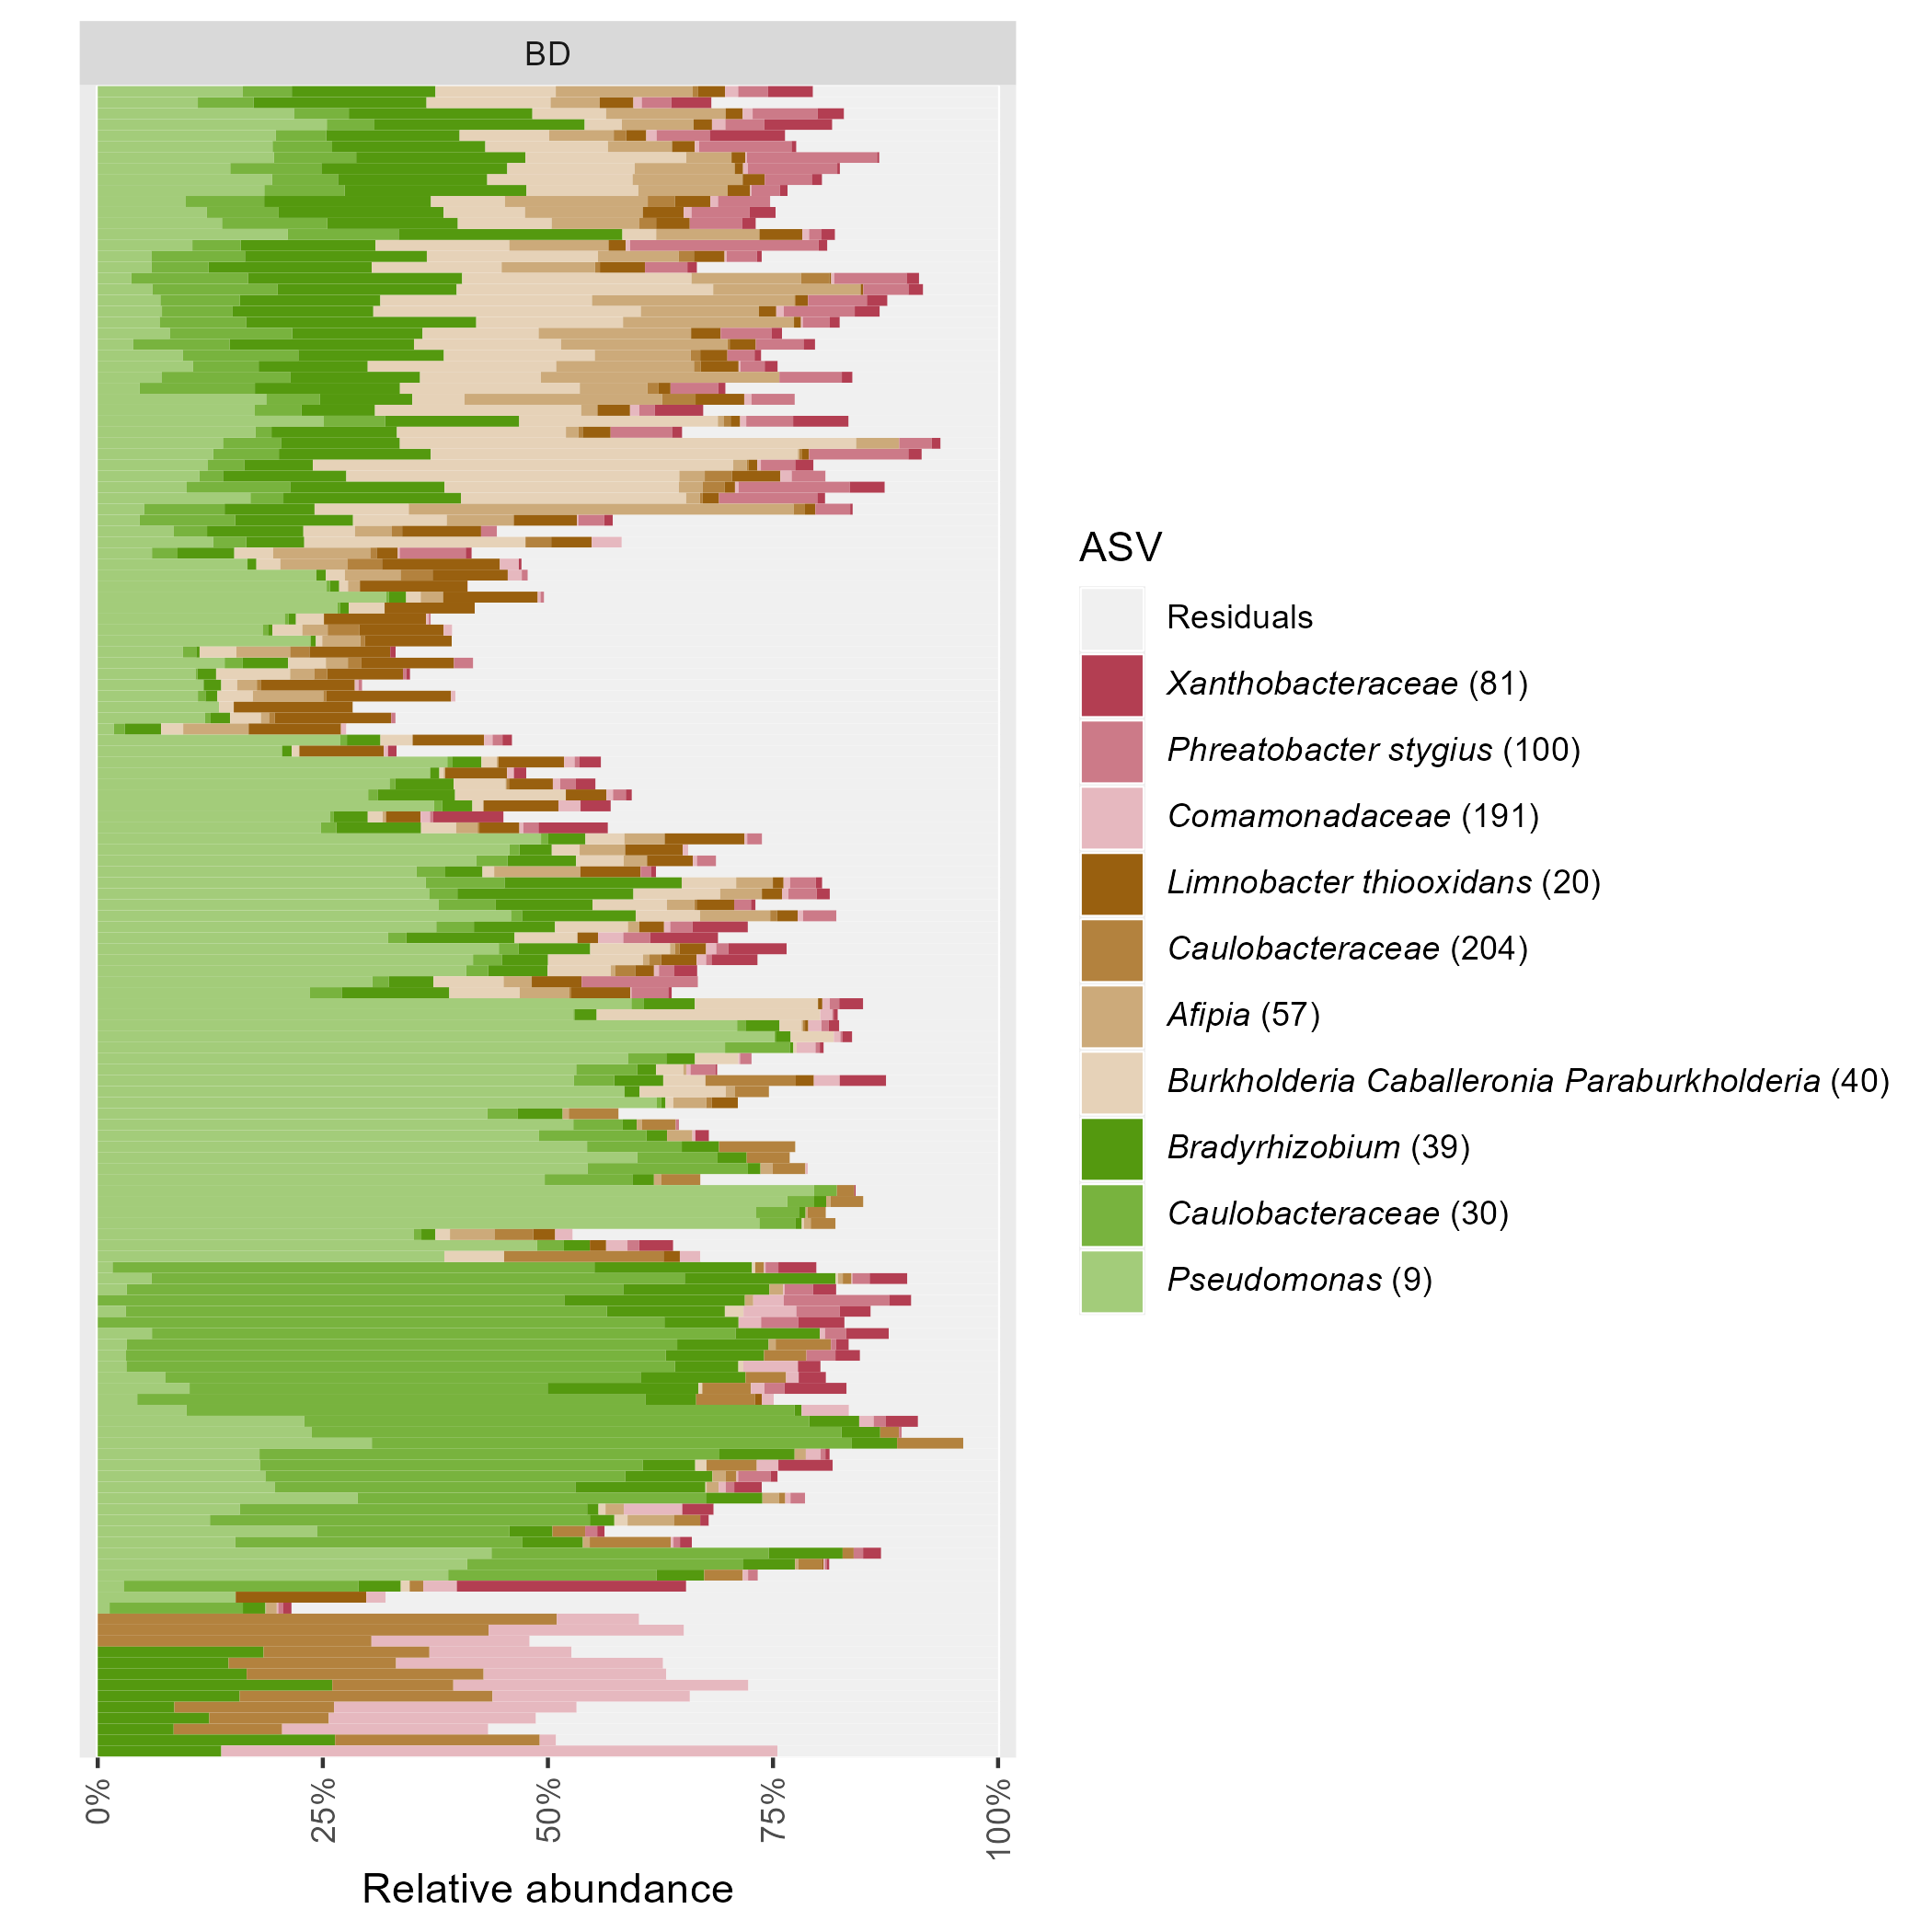 BD
ASV
Residuals
Xanthobacteraceae (81)
Phreatobacter stygius (100)
Comamonadaceae (191)
Limnobacter thiooxidans (20)
Caulobacteraceae (204)
Afipia (57)
Burkholderia Caballeronia Paraburkholderia (40)
Bradyrhizobium (39)
Caulobacteraceae (30)
Pseudomonas (9)
0%
25%
50%
75%
100%
Relative abundance